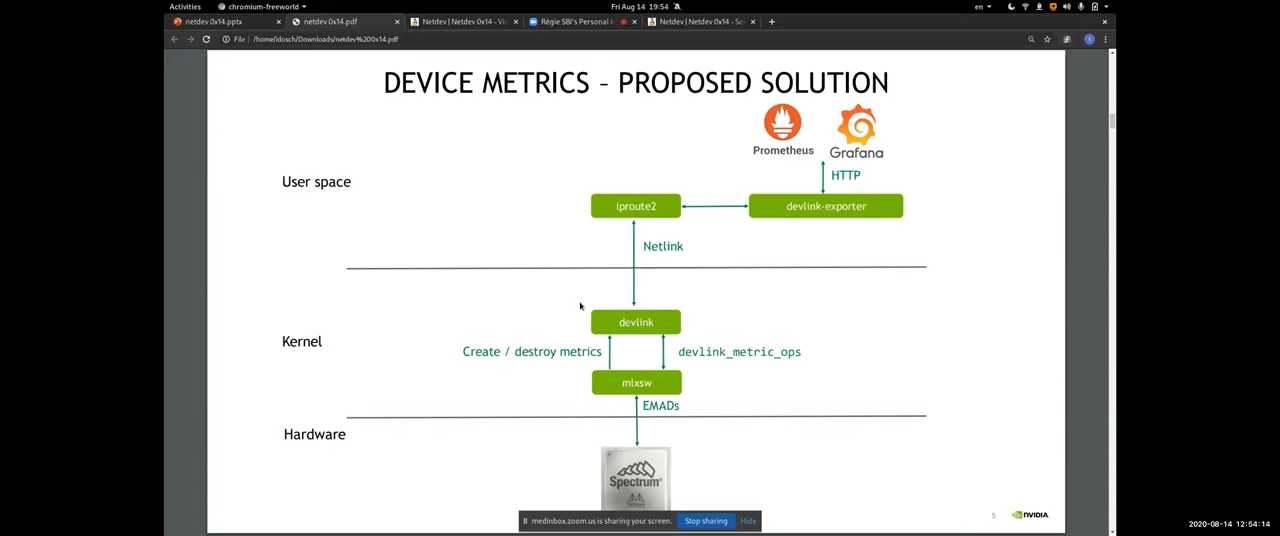 Activities
chromium-freeworld
Fri Aug 14 19:54
en
netdev 0x14.pptx
netdev 0x14.pdf
Netdev | Netdev 0x14 - Vir
Régie SBI's Personal M
Netdev | Netdev 0x14 - Se
File
/home/idosch/Downloads/netdev%200x14.pdf
DEVICE METRICS – PROPOSED SOLUTION
Prometheus
Grafana
HTTP
User space
iproute2
devlink-exporter
Netlink
devlink
Kernel
Create / destroy metrics
devlink_metric_ops
mlxsw
EMADs
Hardware
Spectrum
medinbox.zoom.us is sharing your screen.
Stop sharing
Hide
5
NVIDIA.
2020-08-14 12:54:14